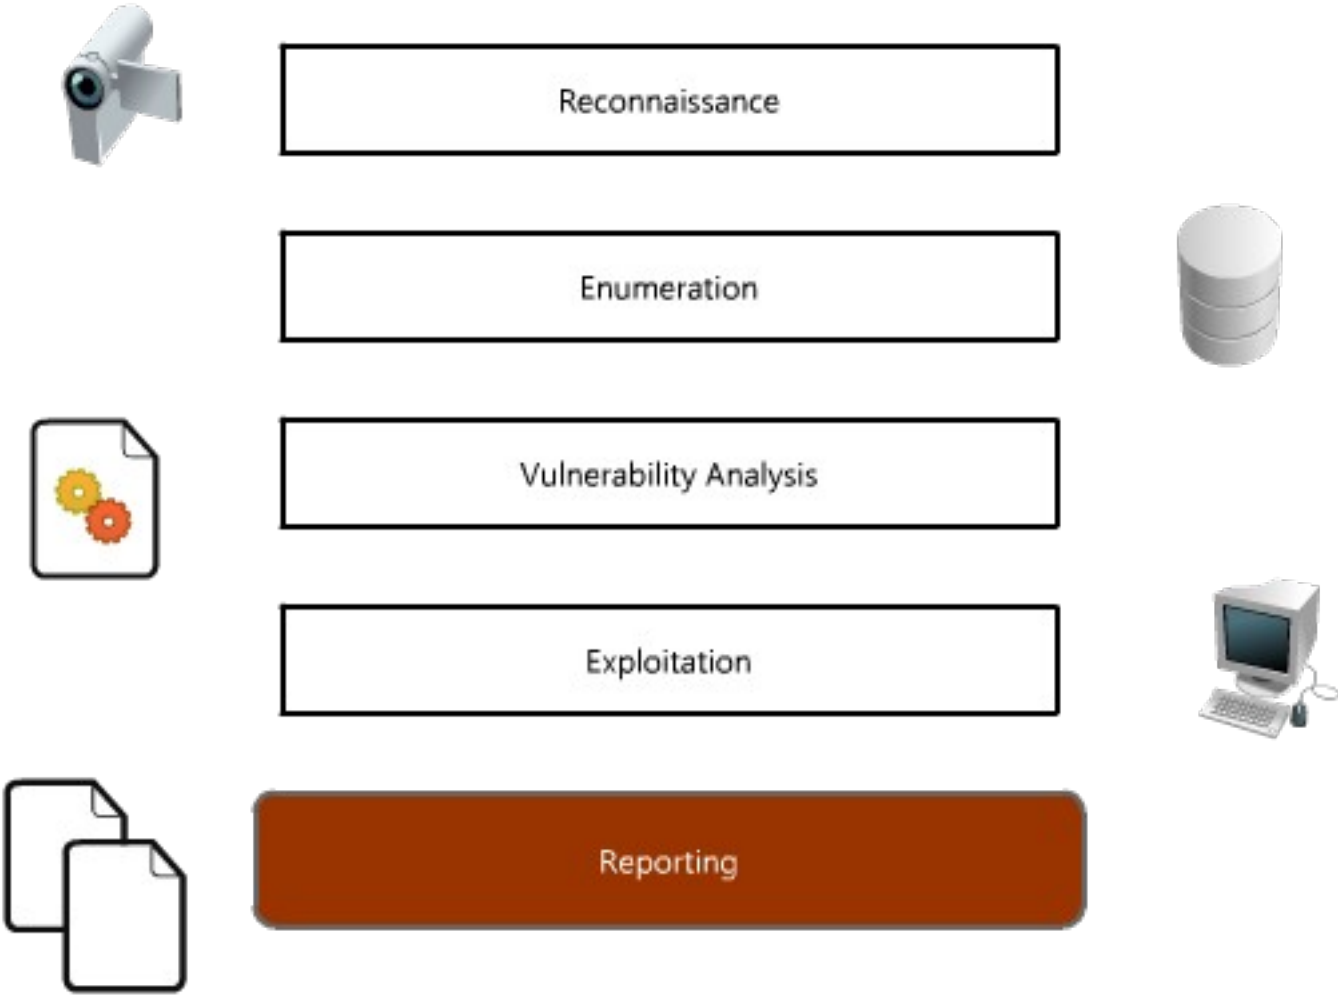 Reconnaissance
Enumeration
Vulnerability Analysis
Exploitation
Reporting